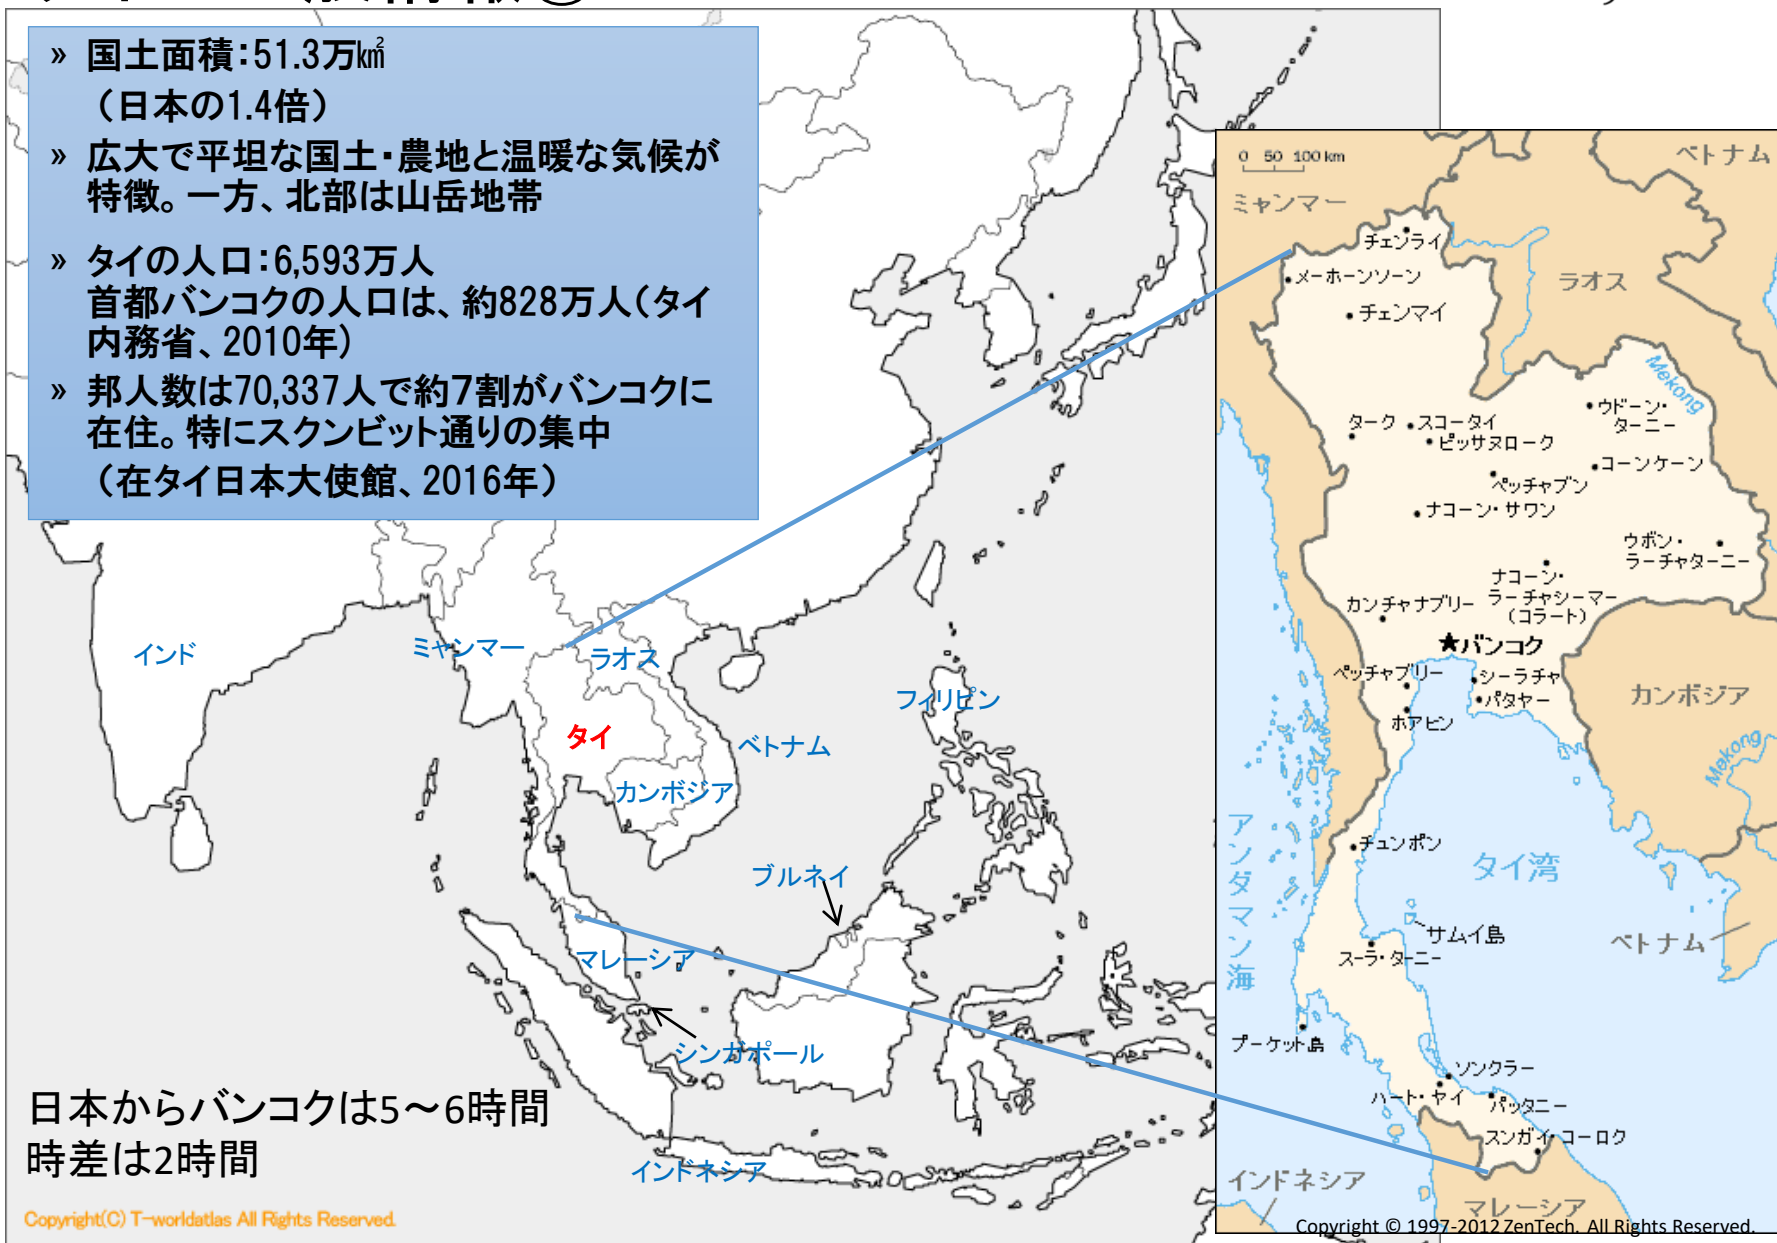 » 国土面積：51.3万㎢
（日本の1.4倍）
» 広大で平坦な国土・農地と温暖な気候が
特徴。一方、北部は山岳地帯
» タイの人口：6,593万人
首都バンコクの人口は、約828万人（タイ
内務省、2010年）
» 邦人数は70,337人で約7割がバンコクに
在住。特にスクンビット通りの集中
（在タイ日本大使館、2016年）
インド
ミャンマー
ラオス
タイ
ベトナム
カンボジア
フィリピン
ブルネイ
マレーシア
シンガポール
インドネシア
日本からバンコクは5～6時間
時差は2時間
Copyright(C) T-worldatlas All Rights Reserved.
0 50 100 km
ベトナム
ミャンマー
チェンライ
メーホーンソーン
ラオス
チェンマイ
Mekong
ウドーン・
ターニー
ターク
スコータイ
ピッサヌローク
コーンケーン
ペッチャブン
ナコーン・サワン
ウボン・
ラーチャターニー
ナコーン・
ラーチャシーマー
（コラート）
カンチャナブリー
★バンコク
ペッチャブリー
シーラチャ
パタヤー
ホアヒン
カンボジア
Mekong
アンダマン海
チュンポン
タイ湾
サムイ島
スーラ・ターニー
ベトナム
プーケット島
ソンクラー
ハート・ヤイ
パッタニー
スンガイ・コーロク
インドネシア
マレーシア
Copyright © 1997-2012 ZenTech. All Rights Reserved.